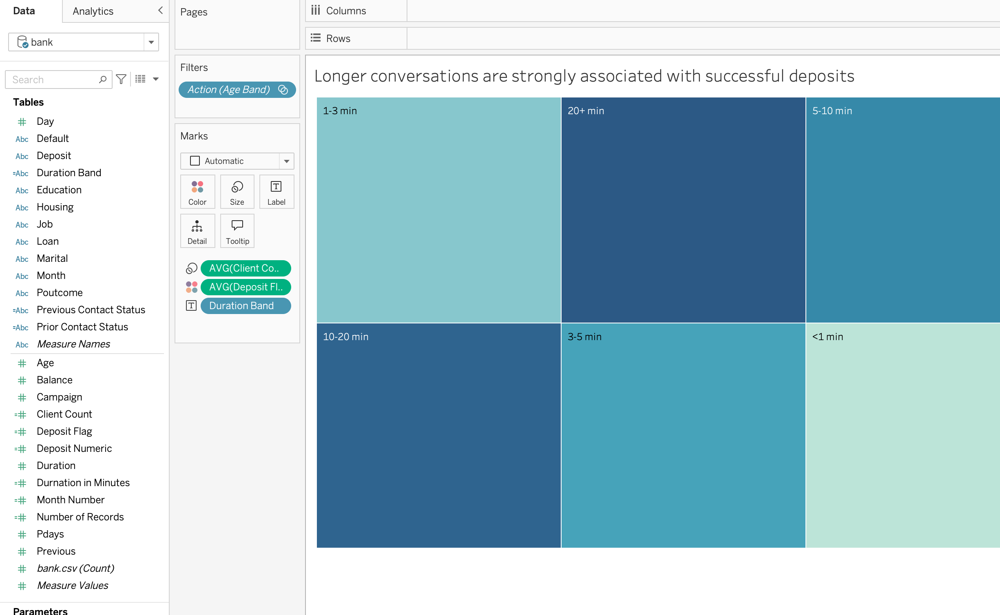 Data
Analytics
bank
Search
Tables
Day
Abc Default
Abc Deposit
=Abc Duration Band
Abc Education
Abc Housing
Abc Job
Abc Loan
Abc Marital
Abc Month
Abc Poutcome
=Abc Previous Contact Status
=Abc Prior Contact Status
Abc Measure Names
Age
Balance
Campaign
Client Count
Deposit Flag
Deposit Numeric
Duration
Durnation in Minutes
Month Number
Number of Records
Pdays
Previous
bank.csv (Count)
Measure Values
Parameters
Pages
Filters
Action (Age Band)
Marks
Automatic
Color
Size
T
Label
Detail
Tooltip
AVG(Client Co..
AVG(Deposit Fl..
T Duration Band
Columns
Rows
Longer conversations are strongly associated with successful deposits
1-3 min
20+ min
5-10 min
10-20 min
3-5 min
<1 min